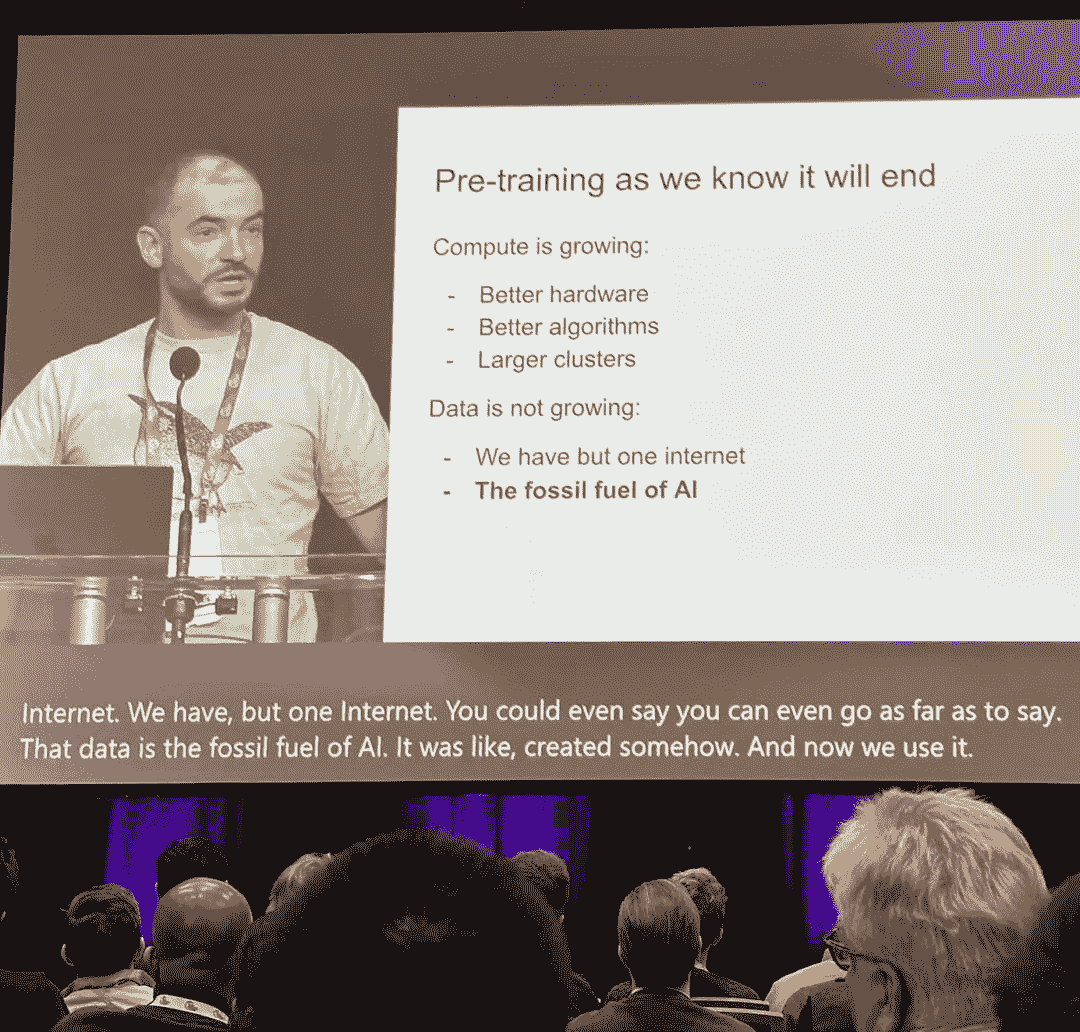 Pre-training as we know it will end
Compute is growing:
- Better hardware
- Better algorithms
- Larger clusters
Data is not growing:
- We have but one internet
- The fossil fuel of AI
Internet. We have, but one Internet. You could even say you can even go as far as to say.
That data is the fossil fuel of AI. It was like, created somehow. And now we use it.